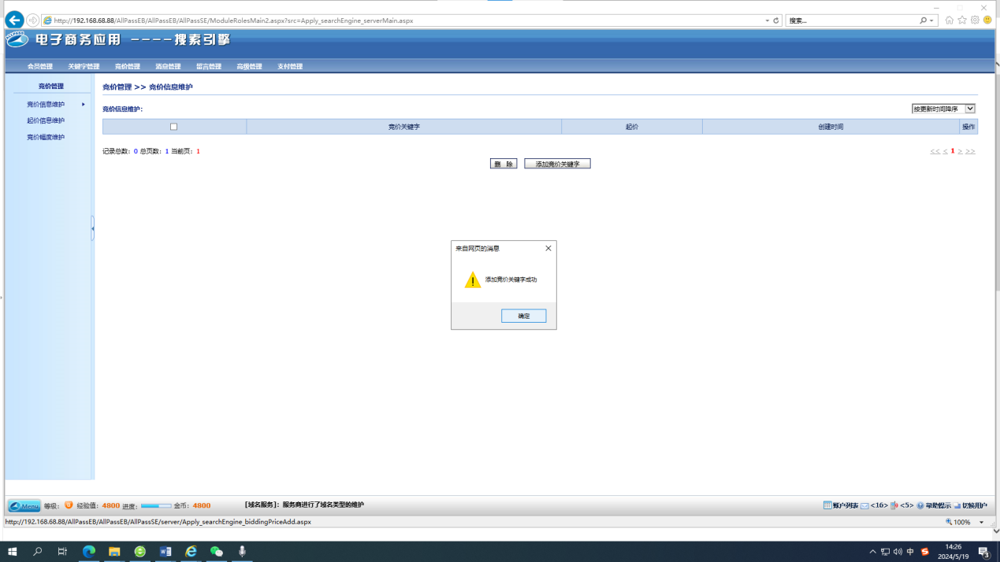 http://192.168.68.88/AllPassEB/AllPassEB/AllPassSE/ModuleRolesMain2.aspx?src=Apply_searchEngine_serverMain.aspx
搜索...
电子商务应用 ----搜索引擎
会员管理 关键字管理 竞价管理 消息管理 留言管理 高级管理 支付管理
竞价管理
竞价信息维护
起价信息维护
竞价幅度维护
竞价管理 >> 竞价信息维护
竞价信息维护:
按更新时间降序
竞价关键字 起价 创建时间 操作
记录总数: 0 总页数: 1 当前页: 1
<< < 1 > >>
删 除 添加竞价关键字
来自网页的消息
添加竞价关键字成功
确定
Menu 等级: 经验值: 4800 进度: 金币: 4800 [域名服务]: 服务商进行了域名类型的维护 账户列表 <16> <5> 帮助提示 切换用户
http://192.168.68.88/AllPassEB/AllPassEB/AllPassSE/server/Apply_searchEngine_biddingPriceAdd.aspx
100%
中
14:26
2024/5/19
3